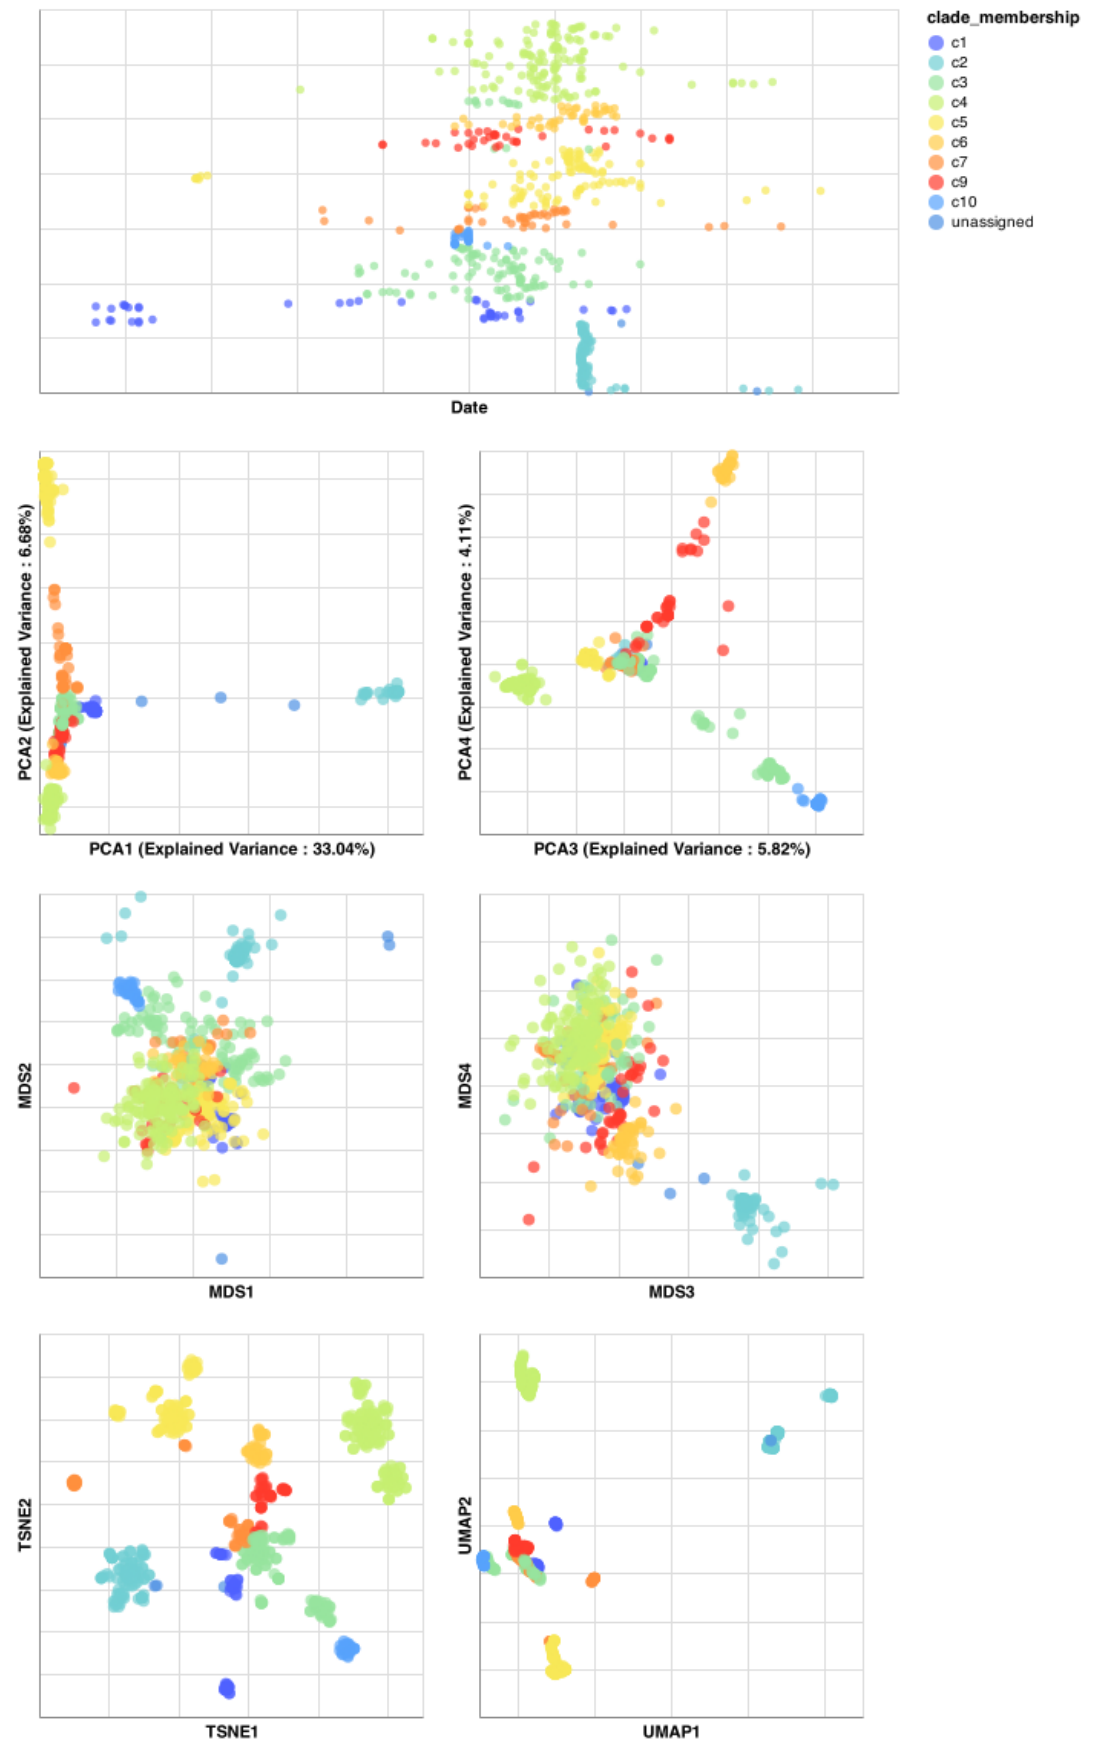 clade_membership
c1
c2
c3
c4
c5
c6
c7
c9
c10
unassigned
Date
PCA2 (Explained Variance : 6.68%)
PCA1 (Explained Variance : 33.04%)
PCA4 (Explained Variance : 4.11%)
PCA3 (Explained Variance : 5.82%)
MDS2
MDS1
MDS4
MDS3
TSNE2
TSNE1
UMAP2
UMAP1